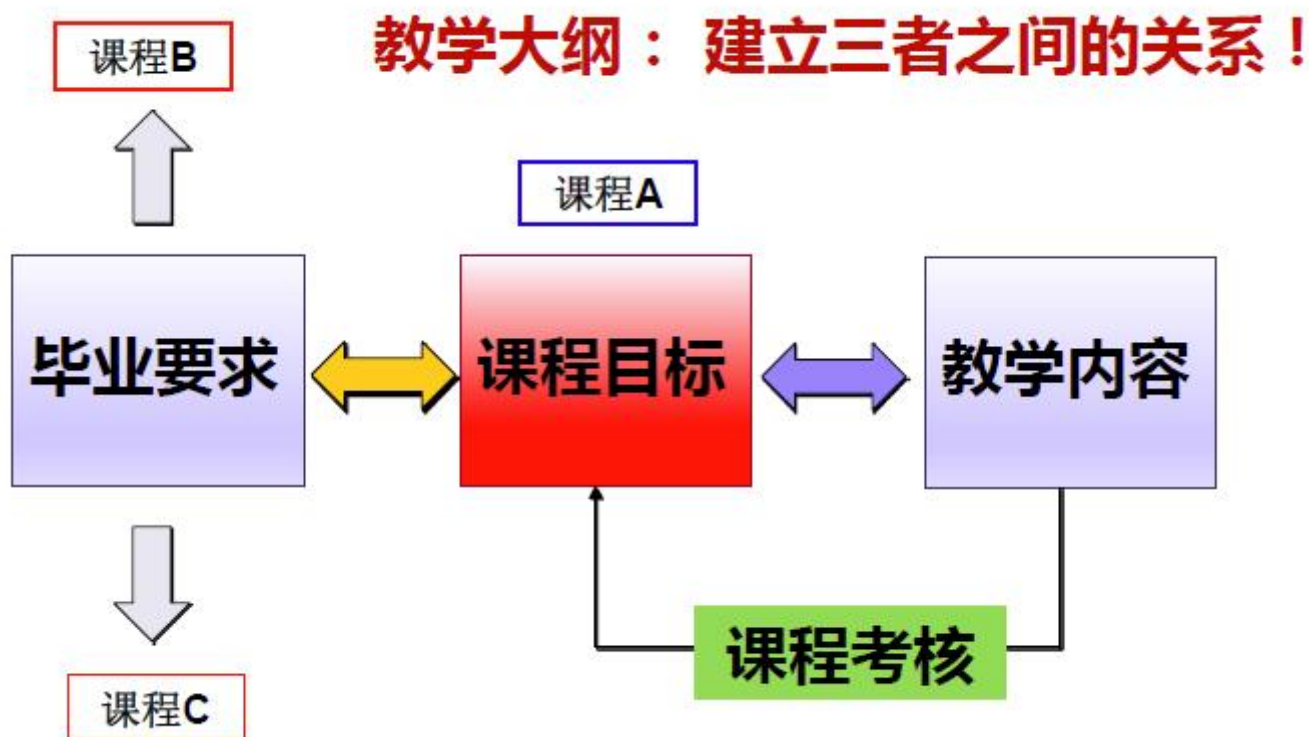 课程B
教学大纲： 建立三者之间的关系！
课程A
毕业要求
课程目标
教学内容
课程考核
课程C